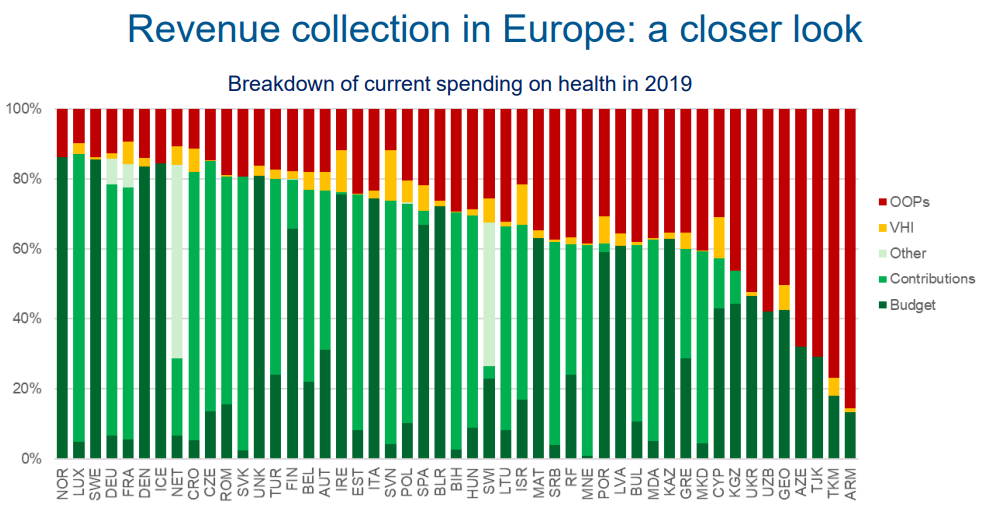 Revenue collection in Europe: a closer look
Breakdown of current spending on health in 2019
100%
80%
60%
40%
20%
0%
OOPs
VHI
Other
Contributions
Budget
NOR LUX SWE DEU FRA DEN ICE NET CRO CZE ROM SVK UNK TUR FIN BEL AUT IRE EST ITA SVN POL SPA BLR BIH HUN SWI LTU ISR MAT SRB RF MNE POR LVA BUL MDA KAZ GRE MKD CYP KGZ UKR UZB GEO AZE TJK TKM ARM